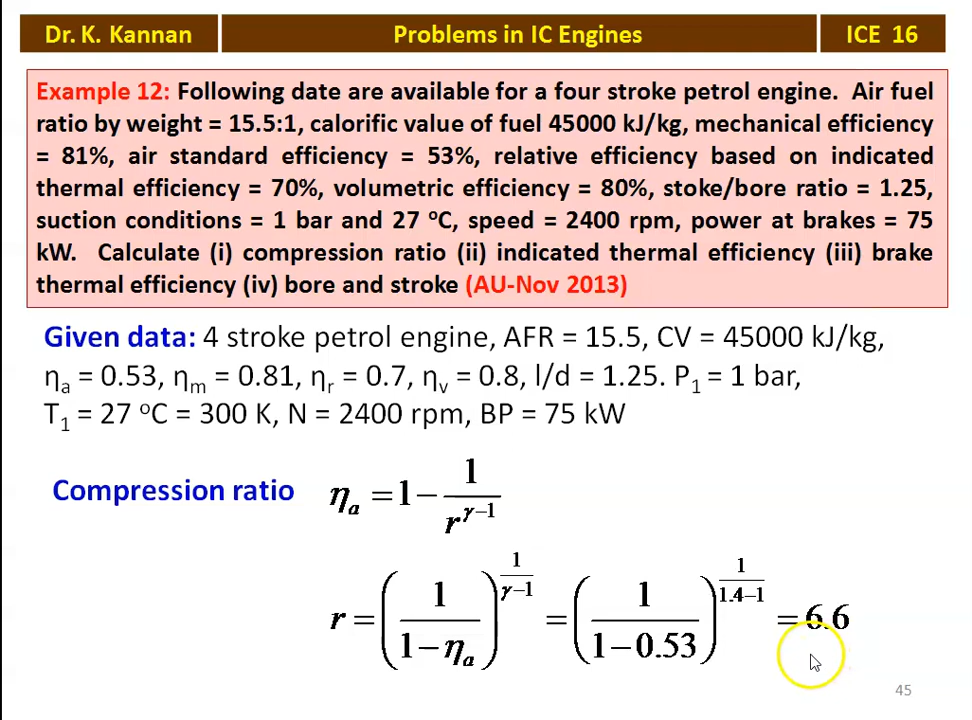 Dr. K. Kannan
Problems in IC Engines
ICE 16
Example 12: Following date are available for a four stroke petrol engine. Air fuel
ratio by weight = 15.5:1, calorific value of fuel 45000 kJ/kg, mechanical efficiency
= 81%, air standard efficiency = 53%, relative efficiency based on indicated
thermal efficiency = 70%, volumetric efficiency = 80%, stoke/bore ratio = 1.25,
suction conditions = 1 bar and 27 ᵒC, speed = 2400 rpm, power at brakes = 75
kW. Calculate (i) compression ratio (ii) indicated thermal efficiency (iii) brake
thermal efficiency (iv) bore and stroke (AU-Nov 2013)
Given data: 4 stroke petrol engine, AFR = 15.5, CV = 45000 kJ/kg,
ηₐ = 0.53, ηₘ = 0.81, ηᵣ = 0.7, ηᵥ = 0.8, l/d = 1.25. P₁ = 1 bar,
T₁ = 27 ᵒC = 300 K, N = 2400 rpm, BP = 75 kW
Compression ratio ηₐ = 1 − 1/r^(γ−1)
r = (1/(1−ηₐ))^(1/(γ−1)) = (1/(1−0.53))^(1/(1.4−1)) = 6.6
45